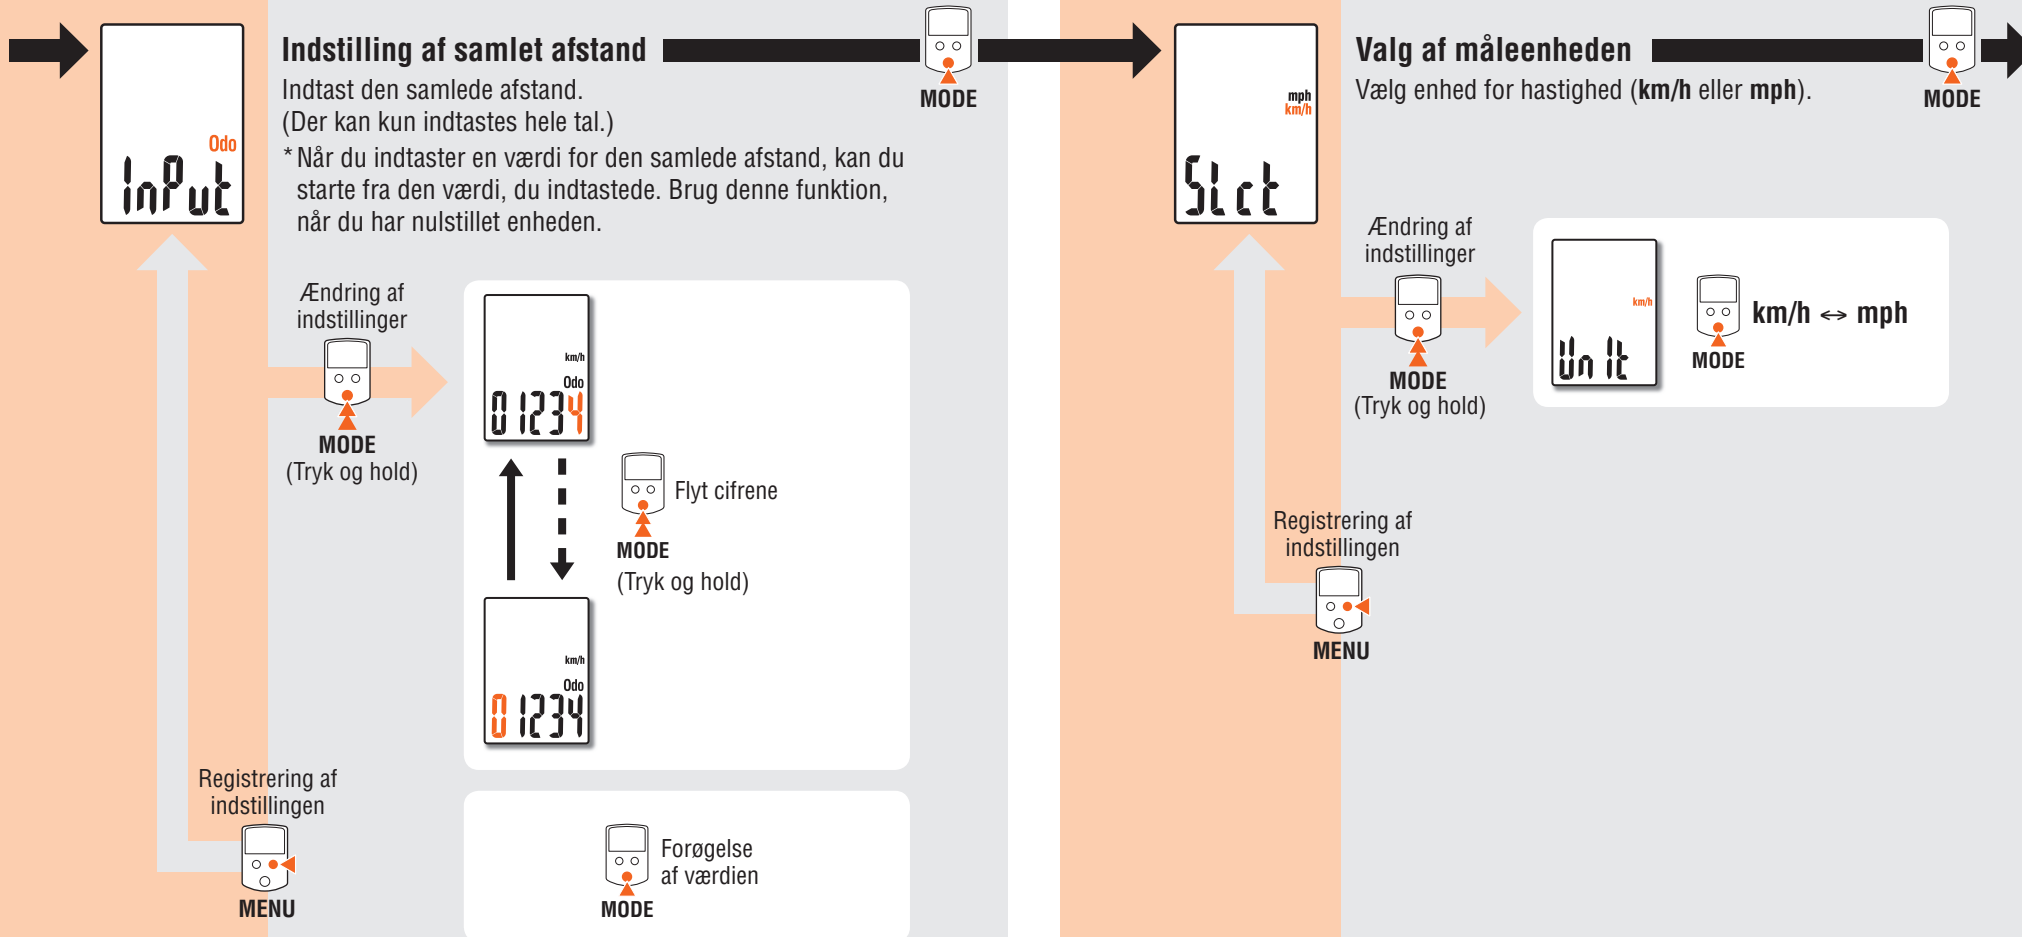 Indstilling af samlet afstand
Indtast den samlede afstand.
(Der kan kun indtastes hele tal.)
* Når du indtaster en værdi for den samlede afstand, kan du
starte fra den værdi, du indtastede. Brug denne funktion,
når du har nulstillet enheden.
MODE
Odo
InPut
Ændring af
indstillinger
MODE
(Tryk og hold)
km/h
Odo
01234
Flyt cifrene
MODE
(Tryk og hold)
km/h
Odo
01234
Registrering af
indstillingen
MENU
Forøgelse
af værdien
MODE
Valg af måleenheden
Vælg enhed for hastighed (km/h eller mph).
MODE
mph
km/h
Slct
Ændring af
indstillinger
MODE
(Tryk og hold)
km/h
Unit
MODE
km/h ↔ mph
Registrering af
indstillingen
MENU